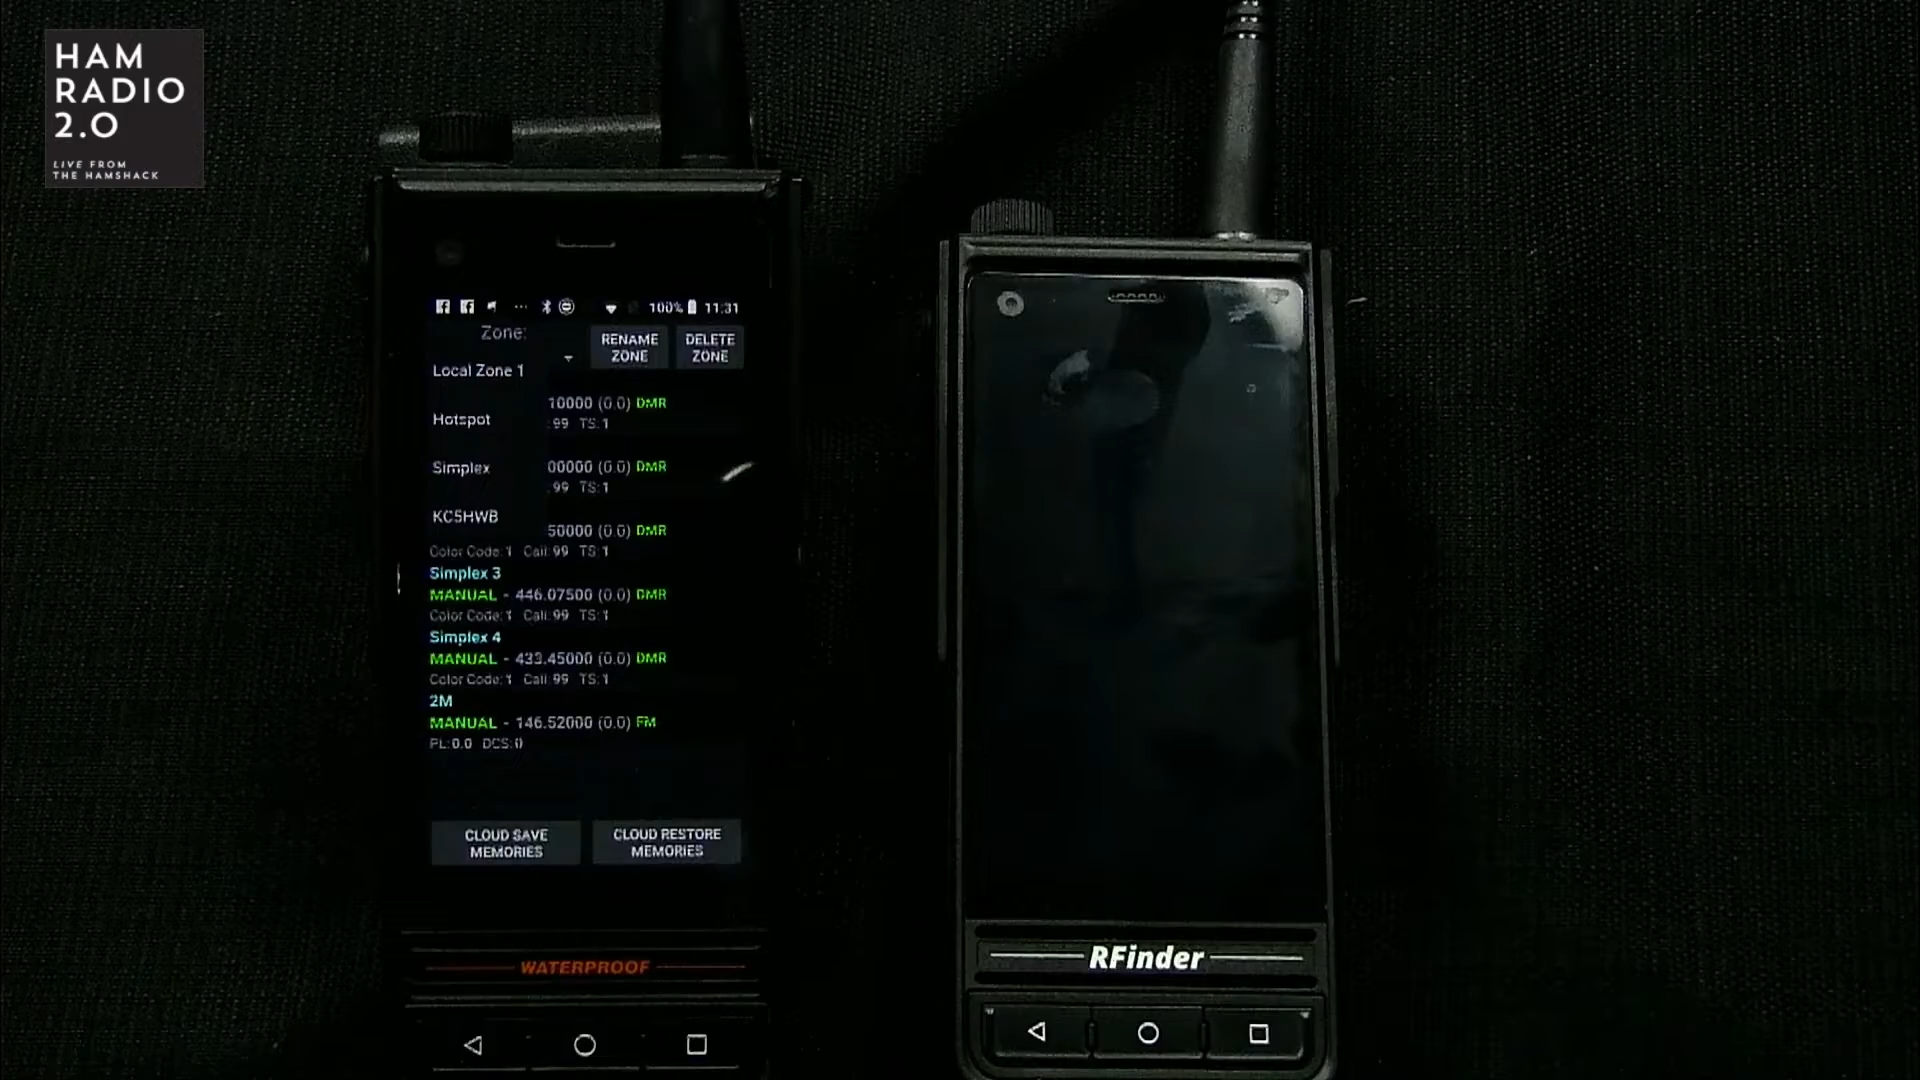 HAM
RADIO
2.0
LIVE FROM
THE HAMSHACK
100% 11:31
Zone:
RENAME
ZONE
DELETE
ZONE
Local Zone 1
10000 (0.0) DMR
:99 TS:1
Hotspot
Simplex
00000 (0.0) DMR
:99 TS:1
KC5HWB
50000 (0.0) DMR
Color Code:1 Call:99 TS:1
Simplex 3
MANUAL - 446.07500 (0.0) DMR
Color Code:1 Call:99 TS:1
Simplex 4
MANUAL - 433.45000 (0.0) DMR
Color Code:1 Call:99 TS:1
2M
MANUAL - 146.52000 (0.0) FM
PL:0.0 DCS:0
CLOUD SAVE
MEMORIES
CLOUD RESTORE
MEMORIES
WATERPROOF
RFinder